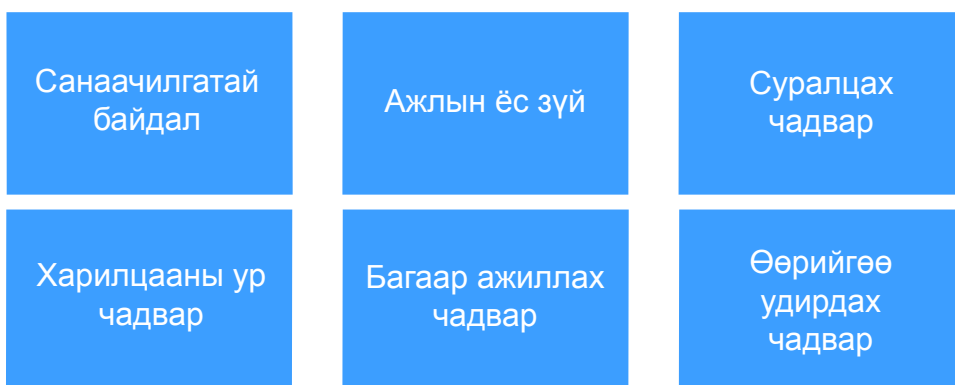 Санаачилгатай
байдал
Ажлын ёс зүй
Суралцах
чадвар
Харилцааны ур
чадвар
Багаар ажиллах
чадвар
Өөрийгөө
удирдах
чадвар